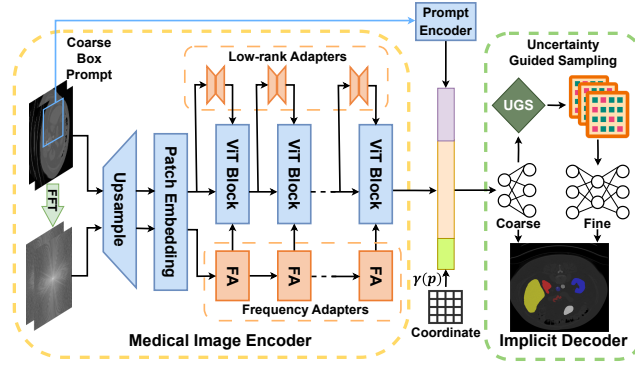 Coarse
Box
Prompt
FFT
Upsample
Patch Embedding
Low-rank Adapters
ViT Block
ViT Block
ViT Block
FA
FA
FA
Frequency Adapters
Medical Image Encoder
Prompt
Encoder
γ(p)
Coordinate
Uncertainty
Guided Sampling
UGS
Coarse
Fine
Implicit Decoder